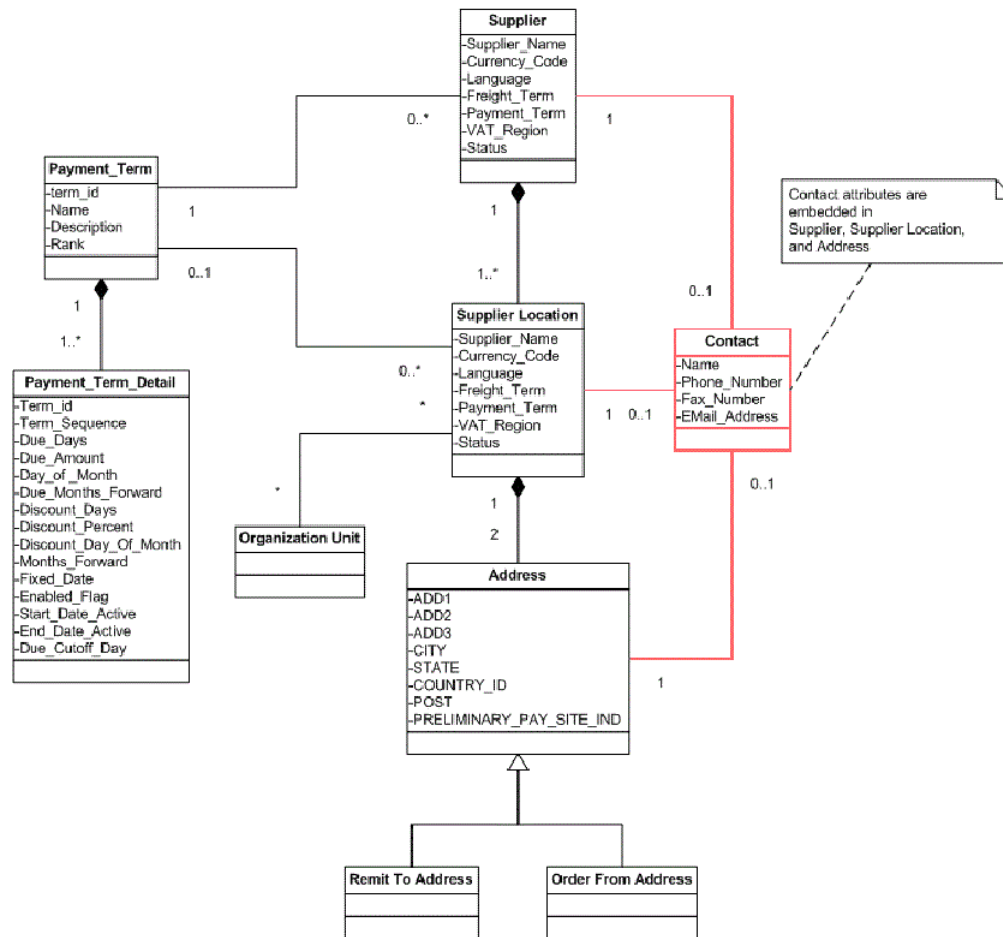 Supplier
-Supplier_Name
-Currency_Code
-Language
-Freight_Term
-Payment_Term
-VAT_Region
-Status
0..*
1
Payment_Term
-term_id
-Name
-Description
-Rank
1
1
0..1
1
1..*
Contact attributes are
embedded in
Supplier, Supplier Location,
and Address
1..*
0..1
Payment_Term_Detail
-Term_id
-Term_Sequence
-Due_Days
-Due_Amount
-Day_of_Month
-Due_Months_Forward
-Discount_Days
-Discount_Percent
-Discount_Day_Of_Month
-Months_Forward
-Fixed_Date
-Enabled_Flag
-Start_Date_Active
-End_Date_Active
-Due_Cutoff_Day
Supplier Location
-Supplier_Name
-Currency_Code
-Language
-Freight_Term
-Payment_Term
-VAT_Region
-Status
0..*
*
1
0..1
Contact
-Name
-Phone_Number
-Fax_Number
-EMail_Address
0..1
*
Organization Unit
1
2
Address
-ADD1
-ADD2
-ADD3
-CITY
-STATE
-COUNTRY_ID
-POST
-PRELIMINARY_PAY_SITE_IND
1
Remit To Address
Order From Address